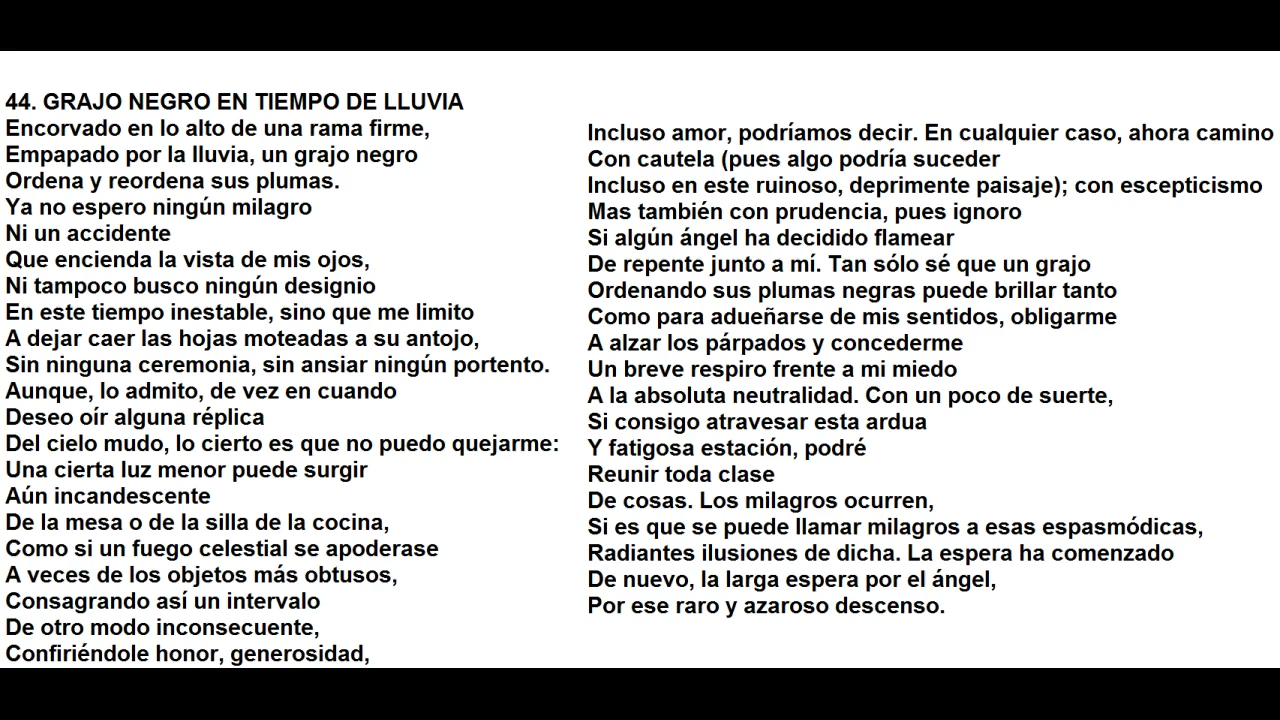 44. GRAJO NEGRO EN TIEMPO DE LLUVIA
Encorvado en lo alto de una rama firme,
Empapado por la lluvia, un grajo negro
Ordena y reordena sus plumas.
Ya no espero ningún milagro
Ni un accidente
Que encienda la vista de mis ojos,
Ni tampoco busco ningún designio
En este tiempo inestable, sino que me limito
A dejar caer las hojas moteadas a su antojo,
Sin ninguna ceremonia, sin ansiar ningún portento.
Aunque, lo admito, de vez en cuando
Deseo oír alguna réplica
Del cielo mudo, lo cierto es que no puedo quejarme:
Una cierta luz menor puede surgir
Aún incandescente
De la mesa o de la silla de la cocina,
Como si un fuego celestial se apoderase
A veces de los objetos más obtusos,
Consagrando así un intervalo
De otro modo inconsecuente,
Confiriéndole honor, generosidad,
Incluso amor, podríamos decir. En cualquier caso, ahora camino
Con cautela (pues algo podría suceder
Incluso en este ruinoso, deprimente paisaje); con escepticismo
Mas también con prudencia, pues ignoro
Si algún ángel ha decidido flamear
De repente junto a mí. Tan sólo sé que un grajo
Ordenando sus plumas negras puede brillar tanto
Como para adueñarse de mis sentidos, obligarme
A alzar los párpados y concederme
Un breve respiro frente a mi miedo
A la absoluta neutralidad. Con un poco de suerte,
Si consigo atravesar esta ardua
Y fatigosa estación, podré
Reunir toda clase
De cosas. Los milagros ocurren,
Si es que se puede llamar milagros a esas espasmódicas,
Radiantes ilusiones de dicha. La espera ha comenzado
De nuevo, la larga espera por el ángel,
Por ese raro y azaroso descenso.